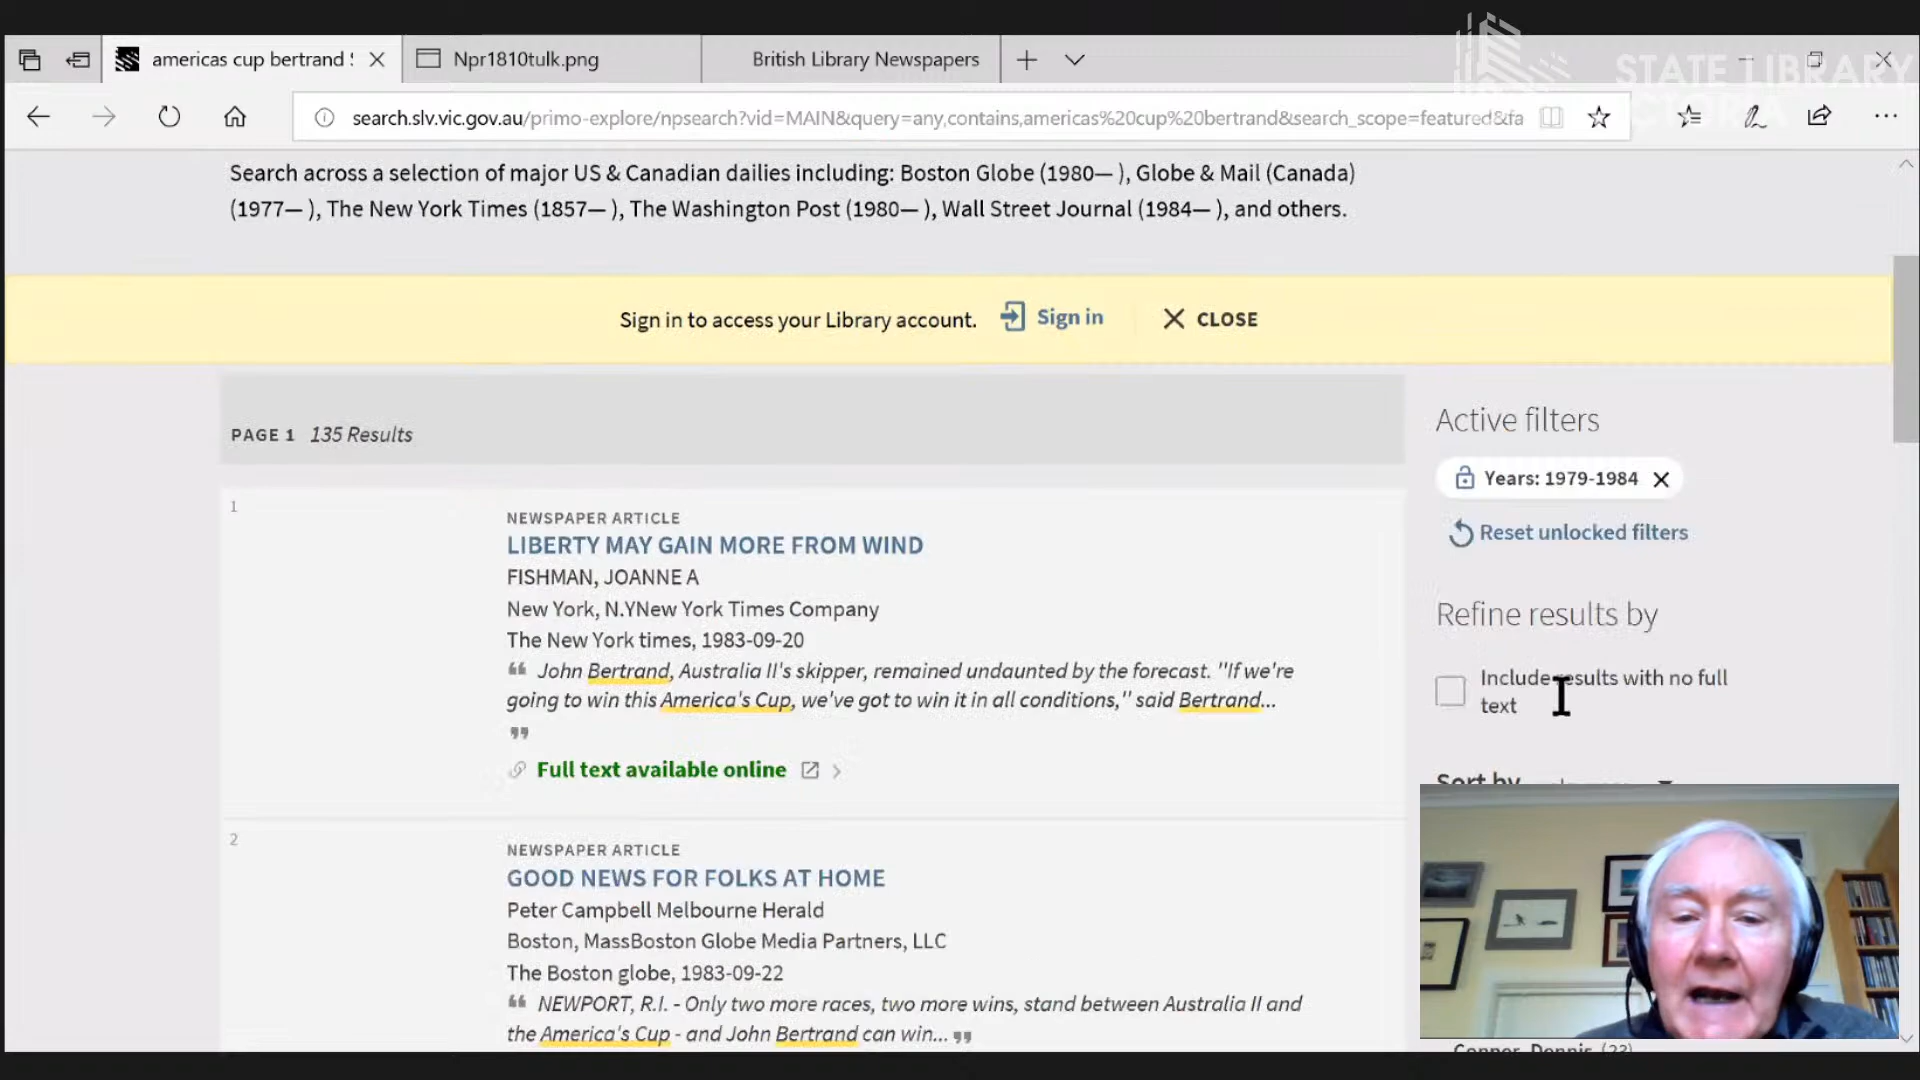 STATE LIBRARY
americas cup bertrand
Npr1810tulk.png
British Library Newspapers
search.slv.vic.gov.au/primo-explore/npsearch?vid=MAIN&query=any,contains,americas%20cup%20bertrand&search_scope=featured&fa
Search across a selection of major US & Canadian dailies including: Boston Globe (1980— ), Globe & Mail (Canada)
(1977— ), The New York Times (1857— ), The Washington Post (1980— ), Wall Street Journal (1984— ), and others.
Sign in to access your Library account. Sign in CLOSE
PAGE 1 135 Results
1
NEWSPAPER ARTICLE
LIBERTY MAY GAIN MORE FROM WIND
FISHMAN, JOANNE A
New York, N.YNew York Times Company
The New York times, 1983-09-20
“ John Bertrand, Australia II's skipper, remained undaunted by the forecast. "If we're
going to win this America's Cup, we've got to win it in all conditions," said Bertrand...
”
Full text available online
2
NEWSPAPER ARTICLE
GOOD NEWS FOR FOLKS AT HOME
Peter Campbell Melbourne Herald
Boston, MassBoston Globe Media Partners, LLC
The Boston globe, 1983-09-22
“ NEWPORT, R.I. - Only two more races, two more wins, stand between Australia II and
the America's Cup - and John Bertrand can win... ”
Active filters
Years: 1979-1984
Reset unlocked filters
Refine results by
Include results with no full
text
Sort by
Conner, Dennis (23)